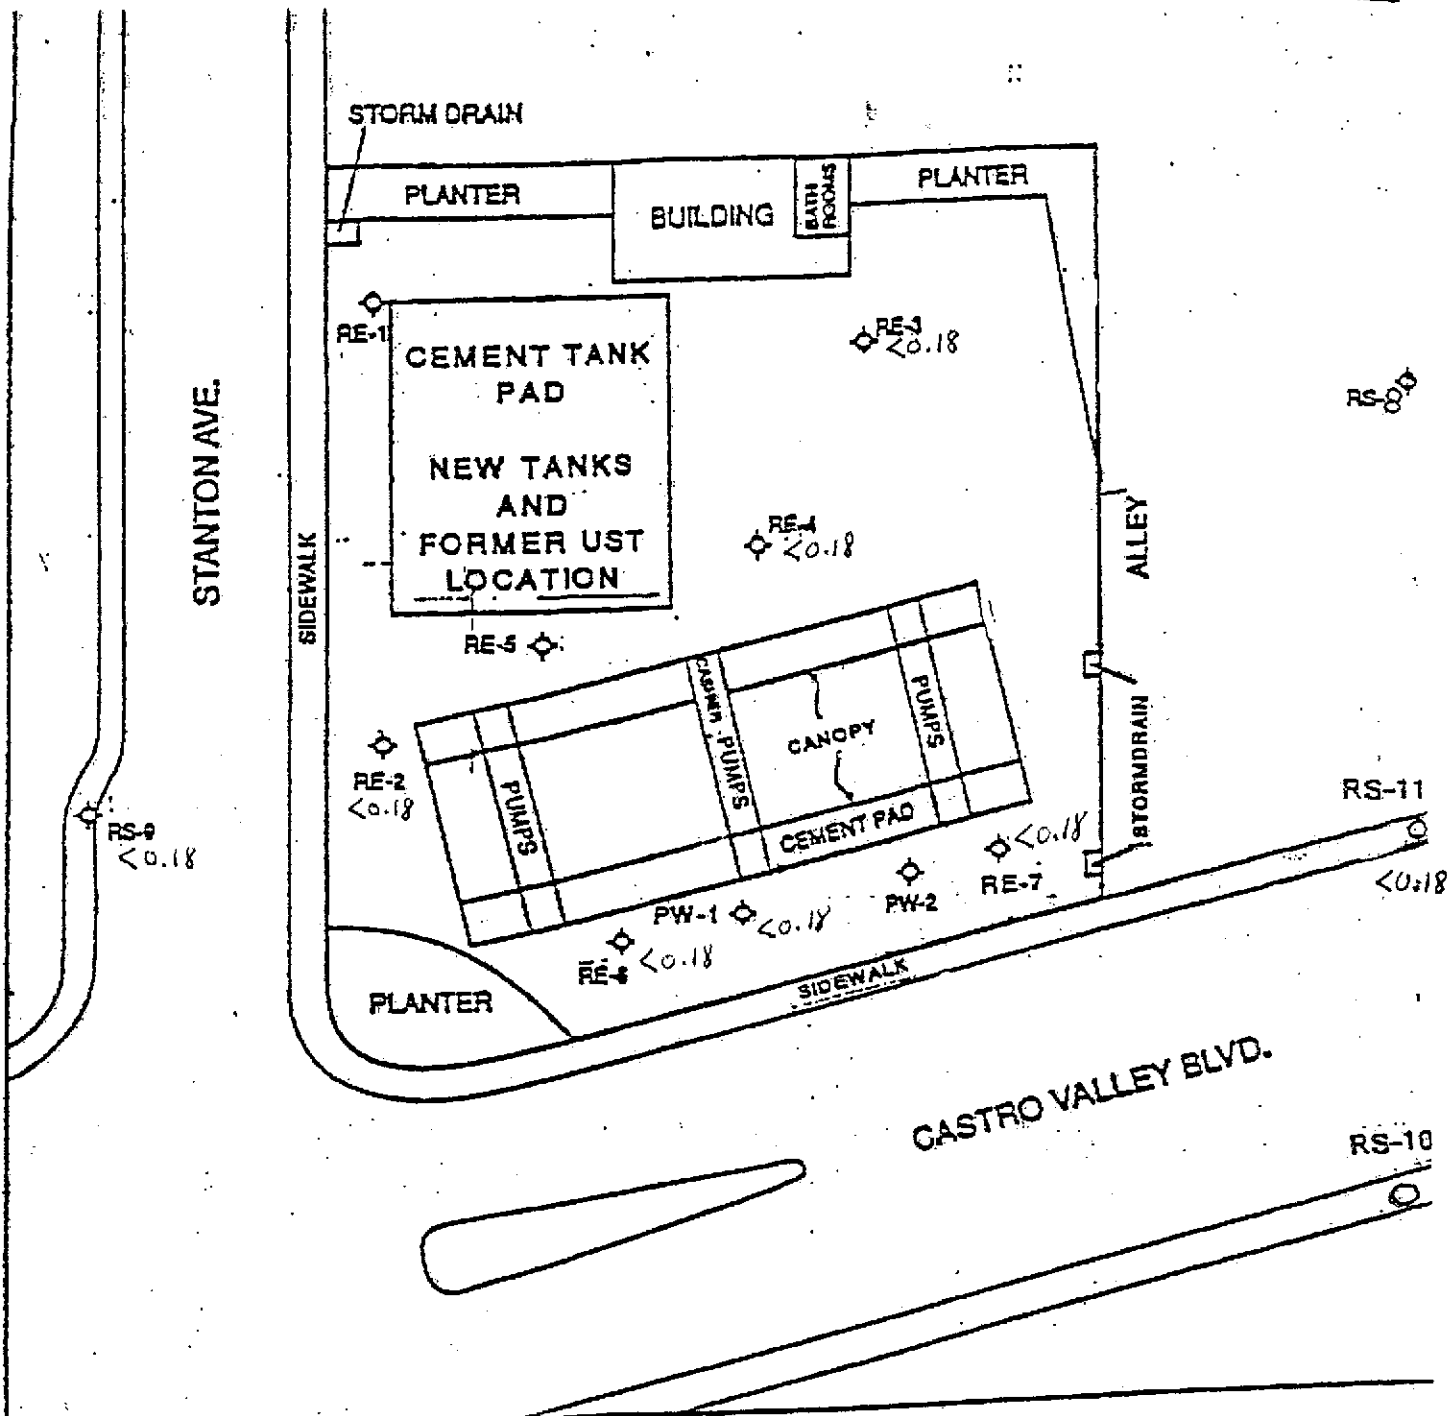 STORM DRAIN
PLANTER
BUILDING
BATH
ROOMS
PLANTER
RE-1
CEMENT TANK
PAD
NEW TANKS
AND
FORMER UST
LOCATION
RE-3
<0.18
RS-8
STANTON AVE.
SIDEWALK
RE-4
<0.18
ALLEY
RE-5
CASHIER
PUMPS
PUMPS
PUMPS
CANOPY
CEMENT PAD
RE-2
<0.18
RS-9
<0.18
STORMDRAIN
RS-11
<0.18
<0.18
RE-7
PW-2
PW-1
<0.18
RE-6
<0.18
PLANTER
SIDEWALK
CASTRO VALLEY BLVD.
RS-10